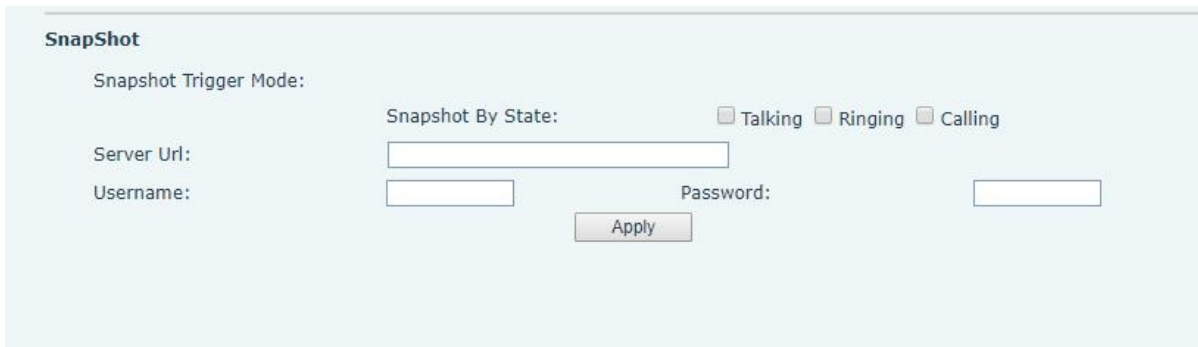 SnapShot
Snapshot Trigger Mode:
Snapshot By State: Talking Ringing Calling
Server Url:
Username: Password:
Apply